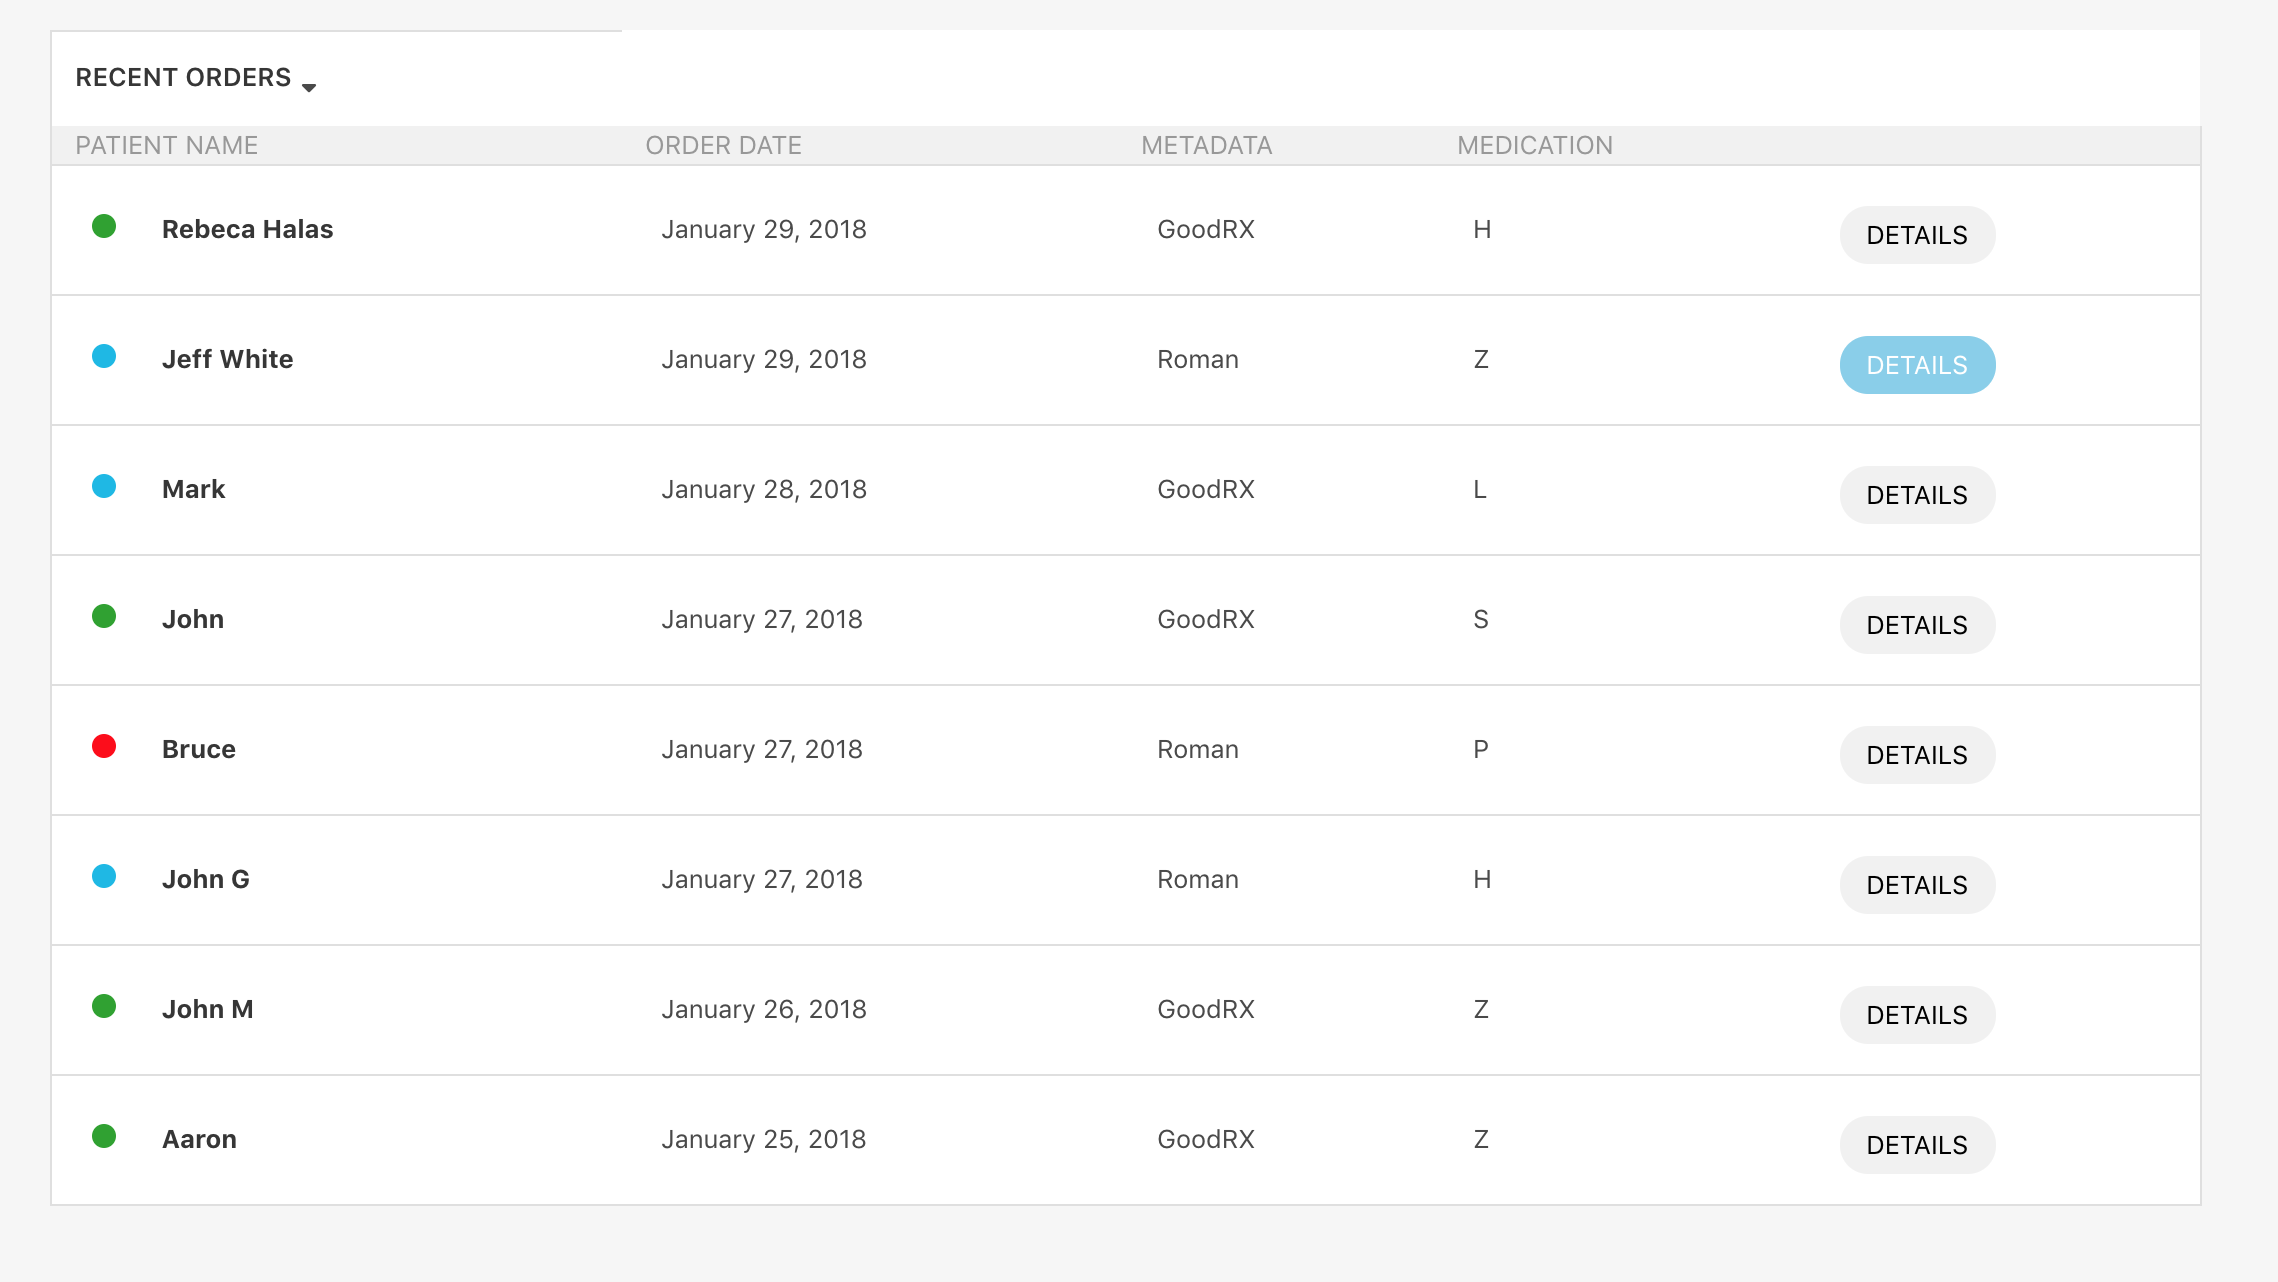 RECENT ORDERS
PATIENT NAME ORDER DATE METADATA MEDICATION
Rebeca Halas January 29, 2018 GoodRX H DETAILS
Jeff White January 29, 2018 Roman Z DETAILS
Mark January 28, 2018 GoodRX L DETAILS
John January 27, 2018 GoodRX S DETAILS
Bruce January 27, 2018 Roman P DETAILS
John G January 27, 2018 Roman H DETAILS
John M January 26, 2018 GoodRX Z DETAILS
Aaron January 25, 2018 GoodRX Z DETAILS